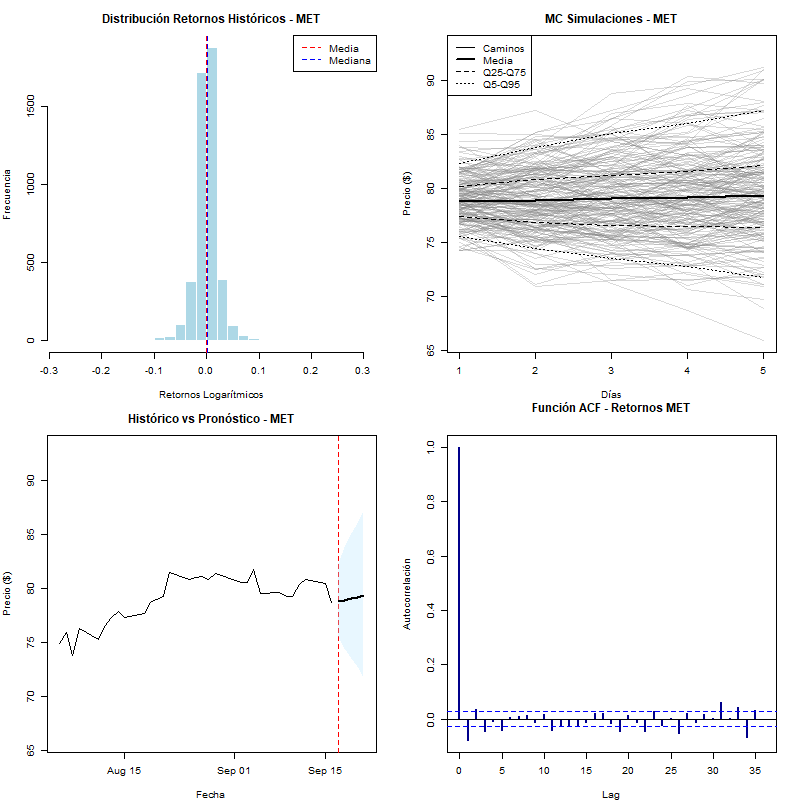 Distribución Retornos Históricos - MET
Media
Mediana
Frecuencia
0
500
1000
1500
-0.3
-0.2
-0.1
0.0
0.1
0.2
0.3
Retornos Logarítmicos
MC Simulaciones - MET
Caminos
Media
Q25-Q75
Q5-Q95
Precio ($)
65
70
75
80
85
90
1
2
3
4
5
Días
Histórico vs Pronóstico - MET
Precio ($)
65
70
75
80
85
90
Aug 15
Sep 01
Sep 15
Fecha
Función ACF - Retornos MET
Autocorrelación
0.0
0.2
0.4
0.6
0.8
1.0
0
5
10
15
20
25
30
35
Lag